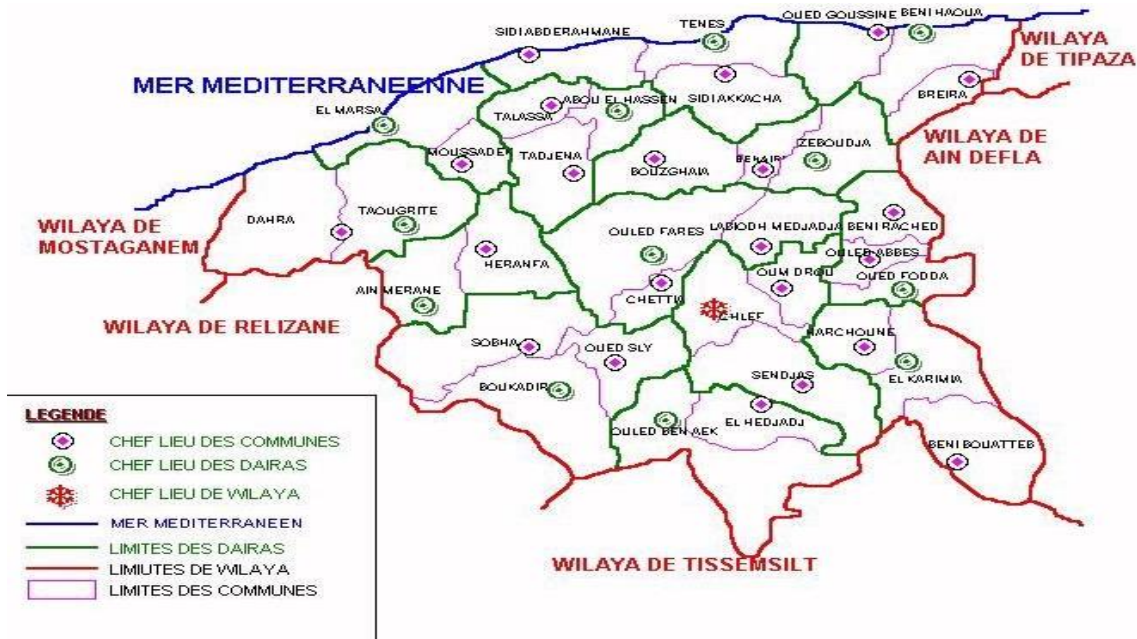 OUED GOUSSINE
BENI HAOUA
TENES
SIDI ABDERAHMANE
WILAYA
DE TIPAZA
MER MEDITERRANEENNE
SIDI AKKACHA
BREIRA
ABOU EL HASSEN
TALASSA
EL MARSA
WILAYA DE
AIN DEFLA
ZEBOUDJA
MOUSSADEK
TADJENA
BOUZGHAIA
BENAIRI
DAHRA
TAOUGRITE
WILAYA DE
MOSTAGANEM
OULED FARES
LABIODH MEDJADJA
BENI RACHED
HERANFA
OULED ABBES
OUM DROU
OUED FODDA
AIN MERANE
CHETTIA
CHLEF
WILAYA DE RELIZANE
HARCHOUNE
SOBHA
OUED SLY
BOUKADIR
SENDJAS
EL KARIMIA
OULED BEN AEK
EL HEDJADJ
BENI BOUATTEB
WILAYA DE TISSEMSILT
LEGENDE
CHEF LIEU DES COMMUNES
CHEF LIEU DES DAIRAS
CHEF LIEU DE WILAYA
MER MEDITERRANEEN
LIMITES DES DAIRAS
LIMIUTES DE WILAYA
LIMITES DES COMMUNES